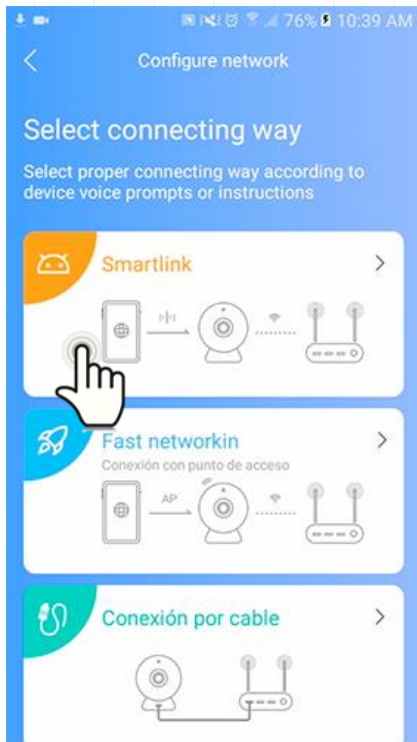 76% 10:39 AM
Configure network
Select connecting way
Select proper connecting way according to
device voice prompts or instructions
Smartlink
Fast networkin
Conexión con punto de acceso
AP
Conexión por cable